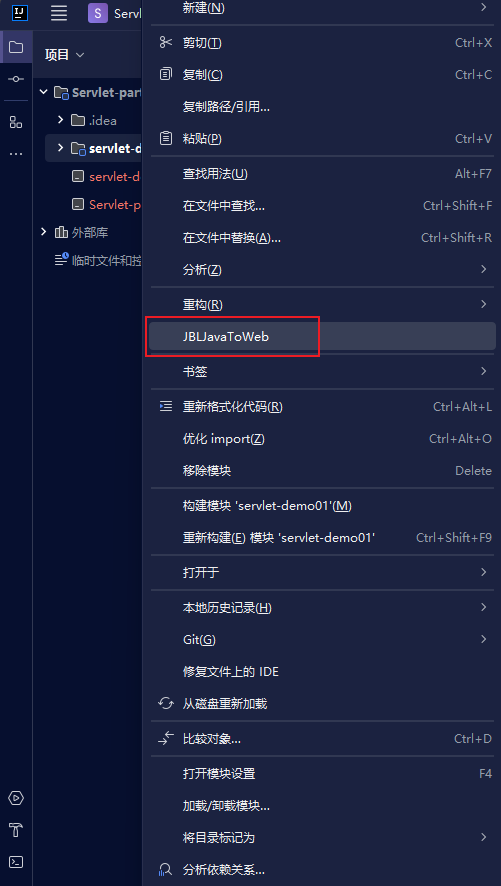 IJ
S Servl
项目
新建(N)
剪切(T) Ctrl+X
复制(C) Ctrl+C
复制路径/引用...
粘贴(P) Ctrl+V
查找用法(U) Alt+F7
在文件中查找... Ctrl+Shift+F
在文件中替换(A)... Ctrl+Shift+R
分析(Z)
重构(R)
JBLJavaToWeb
书签
重新格式化代码(R) Ctrl+Alt+L
优化 import(Z) Ctrl+Alt+O
移除模块 Delete
构建模块 'servlet-demo01'(M)
重新构建(E) 模块 'servlet-demo01' Ctrl+Shift+F9
打开于
本地历史记录(H)
Git(G)
修复文件上的 IDE
从磁盘重新加载
比较对象... Ctrl+D
打开模块设置 F4
加载/卸载模块...
将目录标记为
分析依赖关系...
Servlet-part
.idea
servlet-d
servlet-d
Servlet-p
外部库
临时文件和控